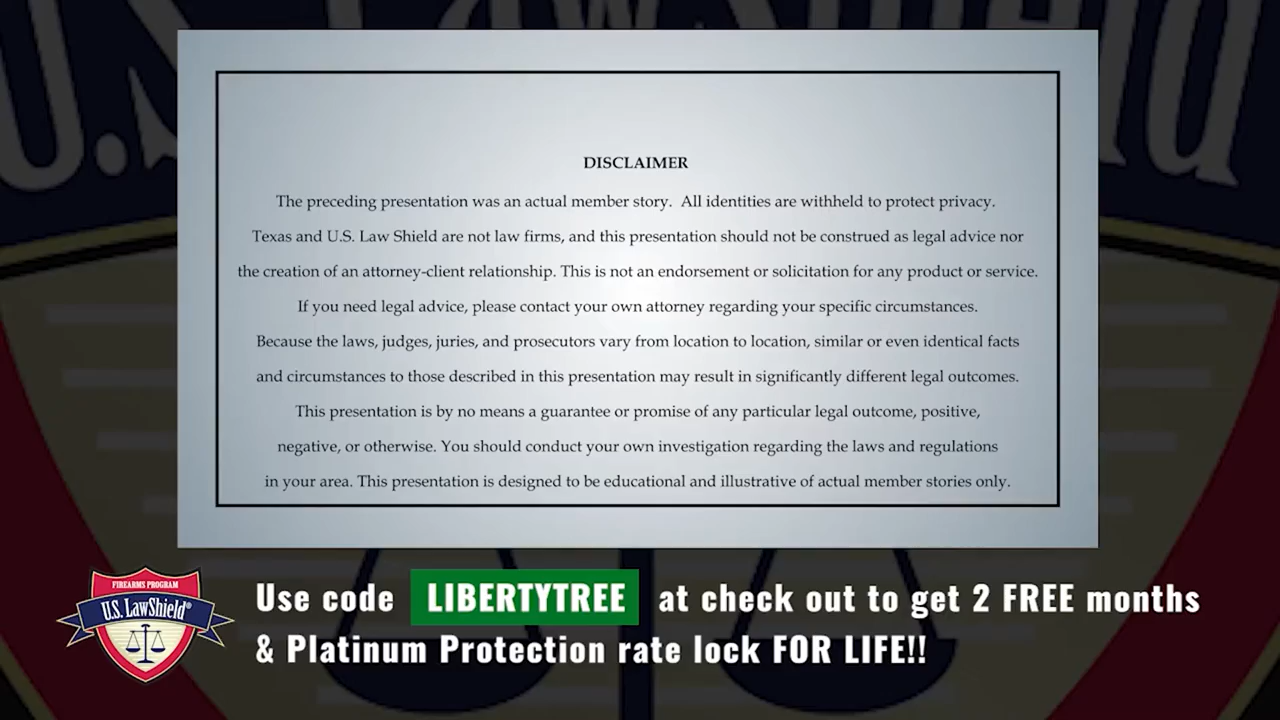 U.S. LawShield
DISCLAIMER
The preceding presentation was an actual member story. All identities are withheld to protect privacy.
Texas and U.S. Law Shield are not law firms, and this presentation should not be construed as legal advice nor
the creation of an attorney-client relationship. This is not an endorsement or solicitation for any product or service.
If you need legal advice, please contact your own attorney regarding your specific circumstances.
Because the laws, judges, juries, and prosecutors vary from location to location, similar or even identical facts
and circumstances to those described in this presentation may result in significantly different legal outcomes.
This presentation is by no means a guarantee or promise of any particular legal outcome, positive,
negative, or otherwise. You should conduct your own investigation regarding the laws and regulations
in your area. This presentation is designed to be educational and illustrative of actual member stories only.
FIREARMS PROGRAM
U.S. LawShield®
Use code LIBERTYTREE at check out to get 2 FREE months
& Platinum Protection rate lock FOR LIFE!!